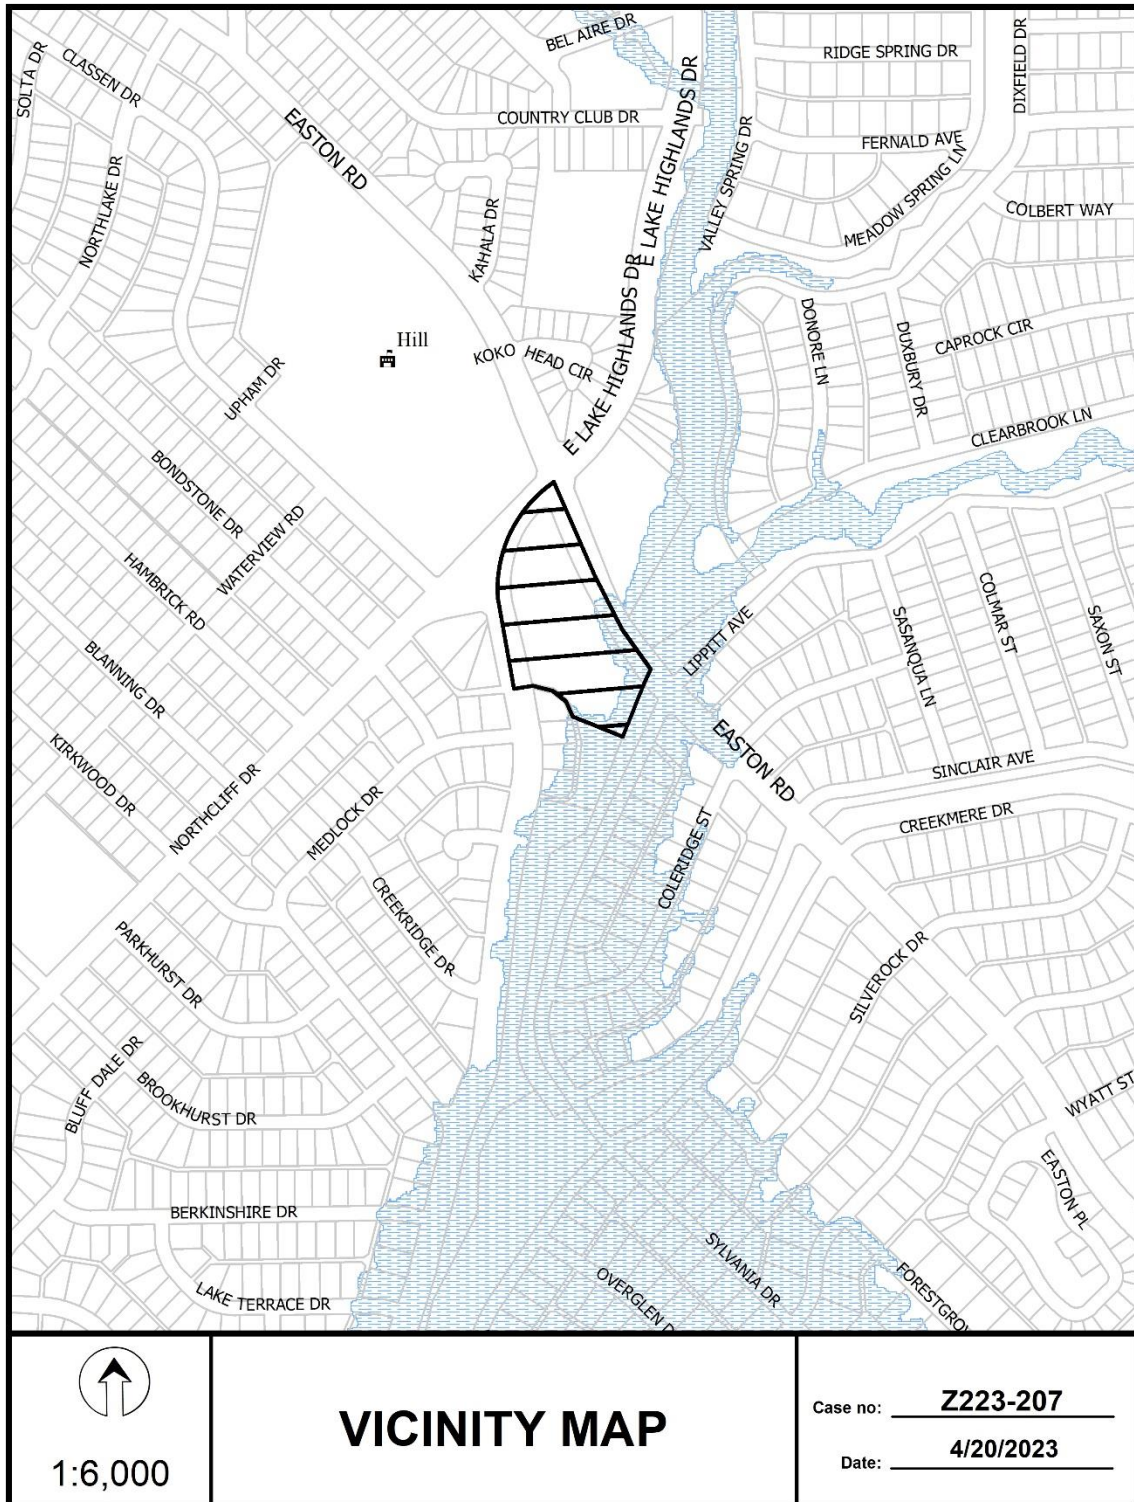 BEL AIRE DR
RIDGE SPRING DR
DIXFIELD DR
SOLTA DR
CLASSEN DR
EASTON RD
COUNTRY CLUB DR
E LAKE HIGHLANDS DR
VALLEY SPRING DR
FERNALD AVE
MEADOW SPRING LN
COLBERT WAY
NORTHLAKE DR
KAHALA DR
E LAKE HIGHLANDS DR
Hill
KOKO HEAD CIR
DONORE LN
DUXBURY DR
CAPROCK CIR
UPHAM DR
CLEARBROOK LN
BONDSTONE DR
WATERVIEW RD
HAMBRICK RD
BLANNING DR
LIPPITT AVE
SASANQUA LN
COLMAR ST
SAXON ST
KIRKWOOD DR
NORTHCLIFF DR
MEDLOCK DR
EASTON RD
SINCLAIR AVE
CREEKMERE DR
COLERIDGE ST
CREEKRIDGE DR
PARKHURST DR
SILVEROCK DR
BLUFF DALE DR
BROOKHURST DR
WYATT ST
EASTON PL
BERKINSHIRE DR
SYLVANIA DR
LAKE TERRACE DR
OVERGLEN D
FORESTGRO
1:6,000
VICINITY MAP
Case no: Z223-207
Date: 4/20/2023